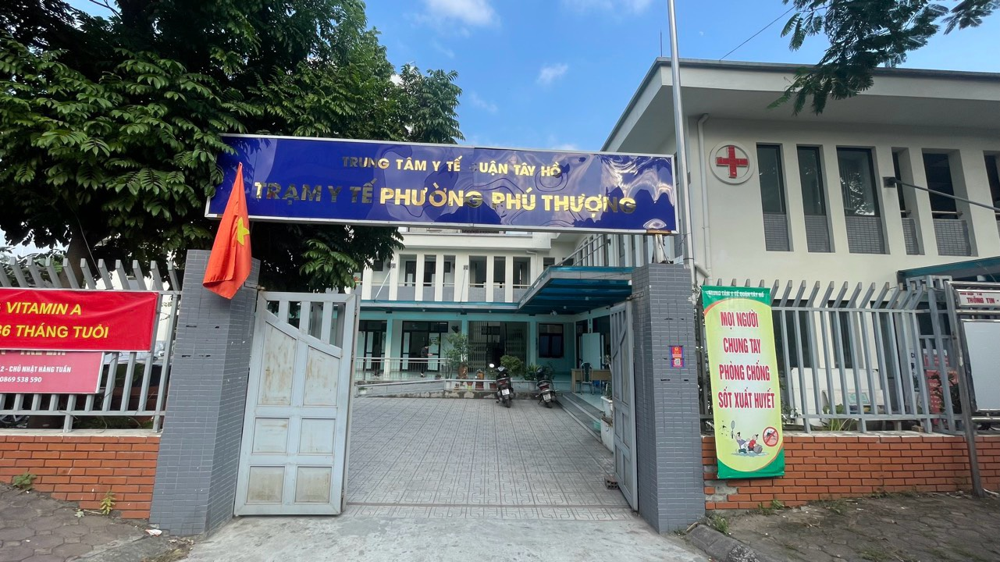 TRUNG TÂM Y TẾ UẬN TÂY HỒ
TRẠM Y TẾ PHƯỜNG PHÚ THƯỢNG
VITAMIN A
36 THÁNG TUỔI
2 - CHỦ NHẬT HÀNG TUẦN
0869 538 590
TRUNG TÂM Y TẾ QUẬN TÂY HỒ
MỌI NGƯỜI
CHUNG TAY
PHÒNG CHỐNG
SỐT XUẤT HUYẾT
THÔNG TIN